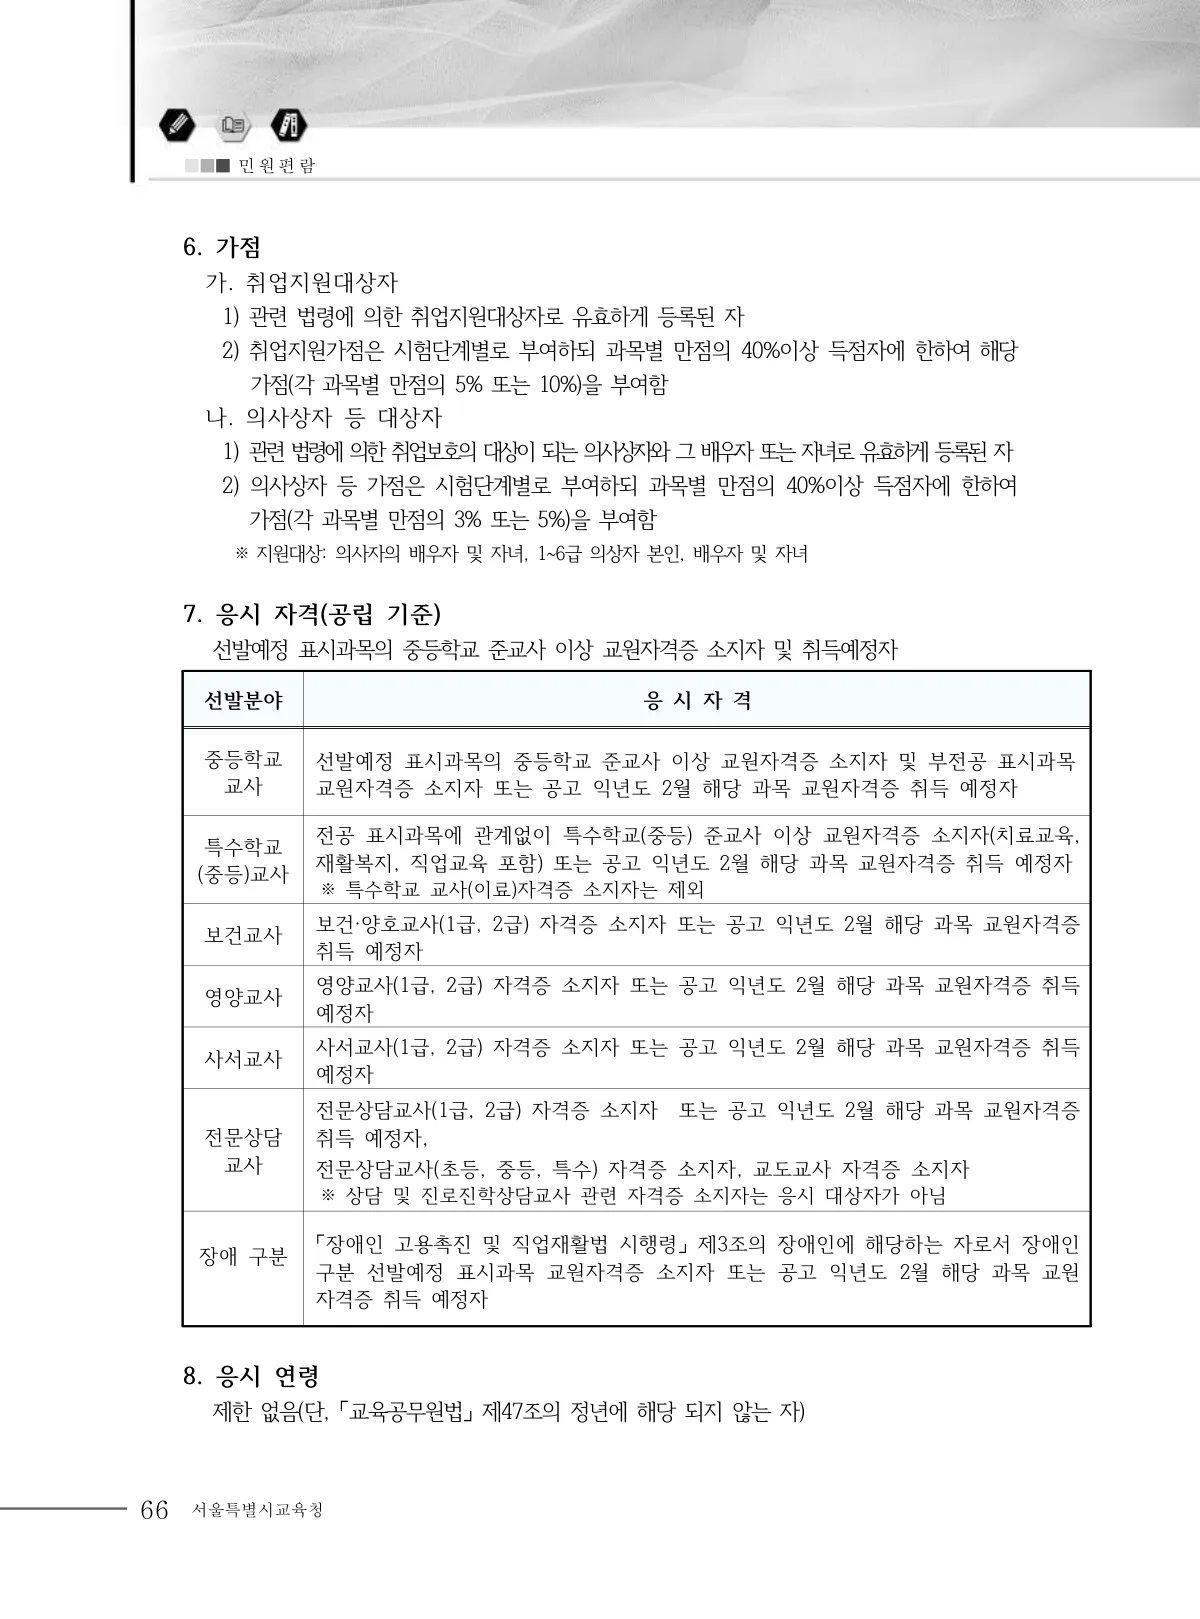 민원편람
6. 가점
가. 취업지원대상자
1) 관련 법령에 의한 취업지원대상자로 유효하게 등록된 자
2) 취업지원가점은 시험단계별로 부여하되 과목별 만점의 40%이상 득점자에 한하여 해당
가점(각 과목별 만점의 5% 또는 10%)을 부여함
나. 의사상자 등 대상자
1) 관련 법령에 의한 취업보호의 대상이 되는 의사상자와 그 배우자 또는 자녀로 유효하게 등록된 자
2) 의사상자 등 가점은 시험단계별로 부여하되 과목별 만점의 40%이상 득점자에 한하여
가점(각 과목별 만점의 3% 또는 5%)을 부여함
※ 지원대상: 의사자의 배우자 및 자녀, 1~6급 의상자 본인, 배우자 및 자녀
7. 응시 자격(공립 기준)
선발예정 표시과목의 중등학교 준교사 이상 교원자격증 소지자 및 취득예정자
선발분야
응 시 자 격
중등학교
교사
선발예정 표시과목의 중등학교 준교사 이상 교원자격증 소지자 및 부전공 표시과목
교원자격증 소지자 또는 공고 익년도 2월 해당 과목 교원자격증 취득 예정자
특수학교
(중등)교사
전공 표시과목에 관계없이 특수학교(중등) 준교사 이상 교원자격증 소지자(치료교육,
재활복지, 직업교육 포함) 또는 공고 익년도 2월 해당 과목 교원자격증 취득 예정자
※ 특수학교 교사(이료)자격증 소지자는 제외
보건교사
보건·양호교사(1급, 2급) 자격증 소지자 또는 공고 익년도 2월 해당 과목 교원자격증
취득 예정자
영양교사
영양교사(1급, 2급) 자격증 소지자 또는 공고 익년도 2월 해당 과목 교원자격증 취득
예정자
사서교사
사서교사(1급, 2급) 자격증 소지자 또는 공고 익년도 2월 해당 과목 교원자격증 취득
예정자
전문상담
교사
전문상담교사(1급, 2급) 자격증 소지자 또는 공고 익년도 2월 해당 과목 교원자격증
취득 예정자,
전문상담교사(초등, 중등, 특수) 자격증 소지자, 교도교사 자격증 소지자
※ 상담 및 진로진학상담교사 관련 자격증 소지자는 응시 대상자가 아님
장애 구분
「장애인 고용촉진 및 직업재활법 시행령」 제3조의 장애인에 해당하는 자로서 장애인
구분 선발예정 표시과목 교원자격증 소지자 또는 공고 익년도 2월 해당 과목 교원
자격증 취득 예정자
8. 응시 연령
제한 없음(단, 「교육공무원법」 제47조의 정년에 해당 되지 않는 자)
66 서울특별시교육청